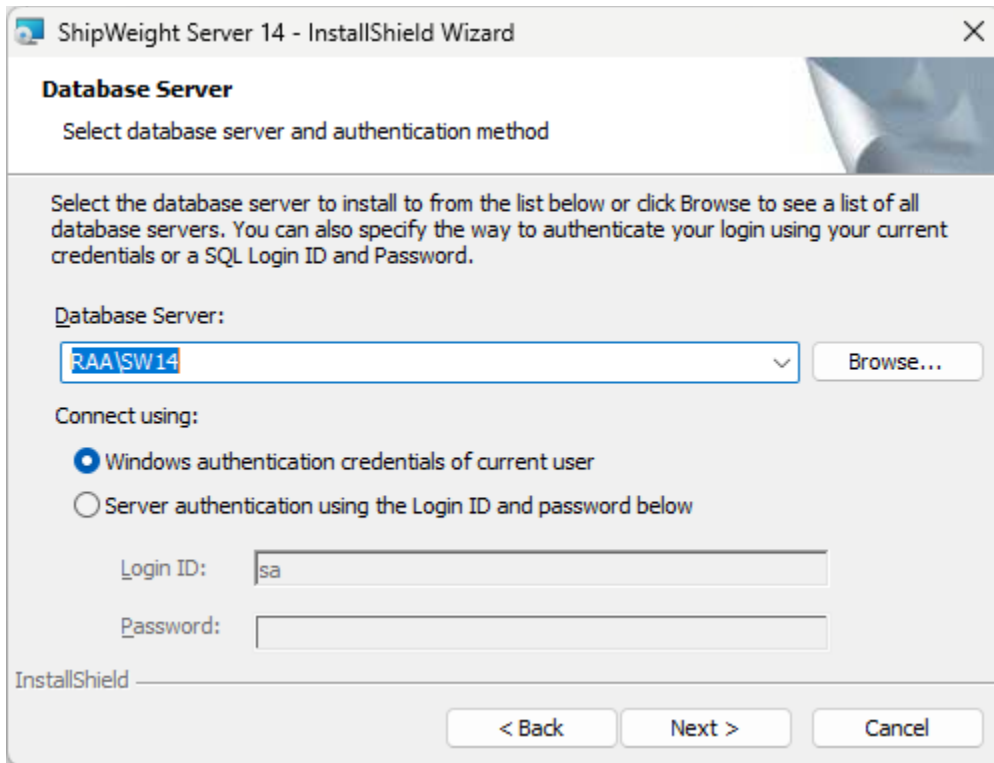 ShipWeight Server 14 - InstallShield Wizard
Database Server
Select database server and authentication method
Select the database server to install to from the list below or click Browse to see a list of all
database servers. You can also specify the way to authenticate your login using your current
credentials or a SQL Login ID and Password.
Database Server:
RAA\SW14
Browse...
Connect using:
Windows authentication credentials of current user
Server authentication using the Login ID and password below
Login ID:
sa
Password:
InstallShield
< Back
Next >
Cancel